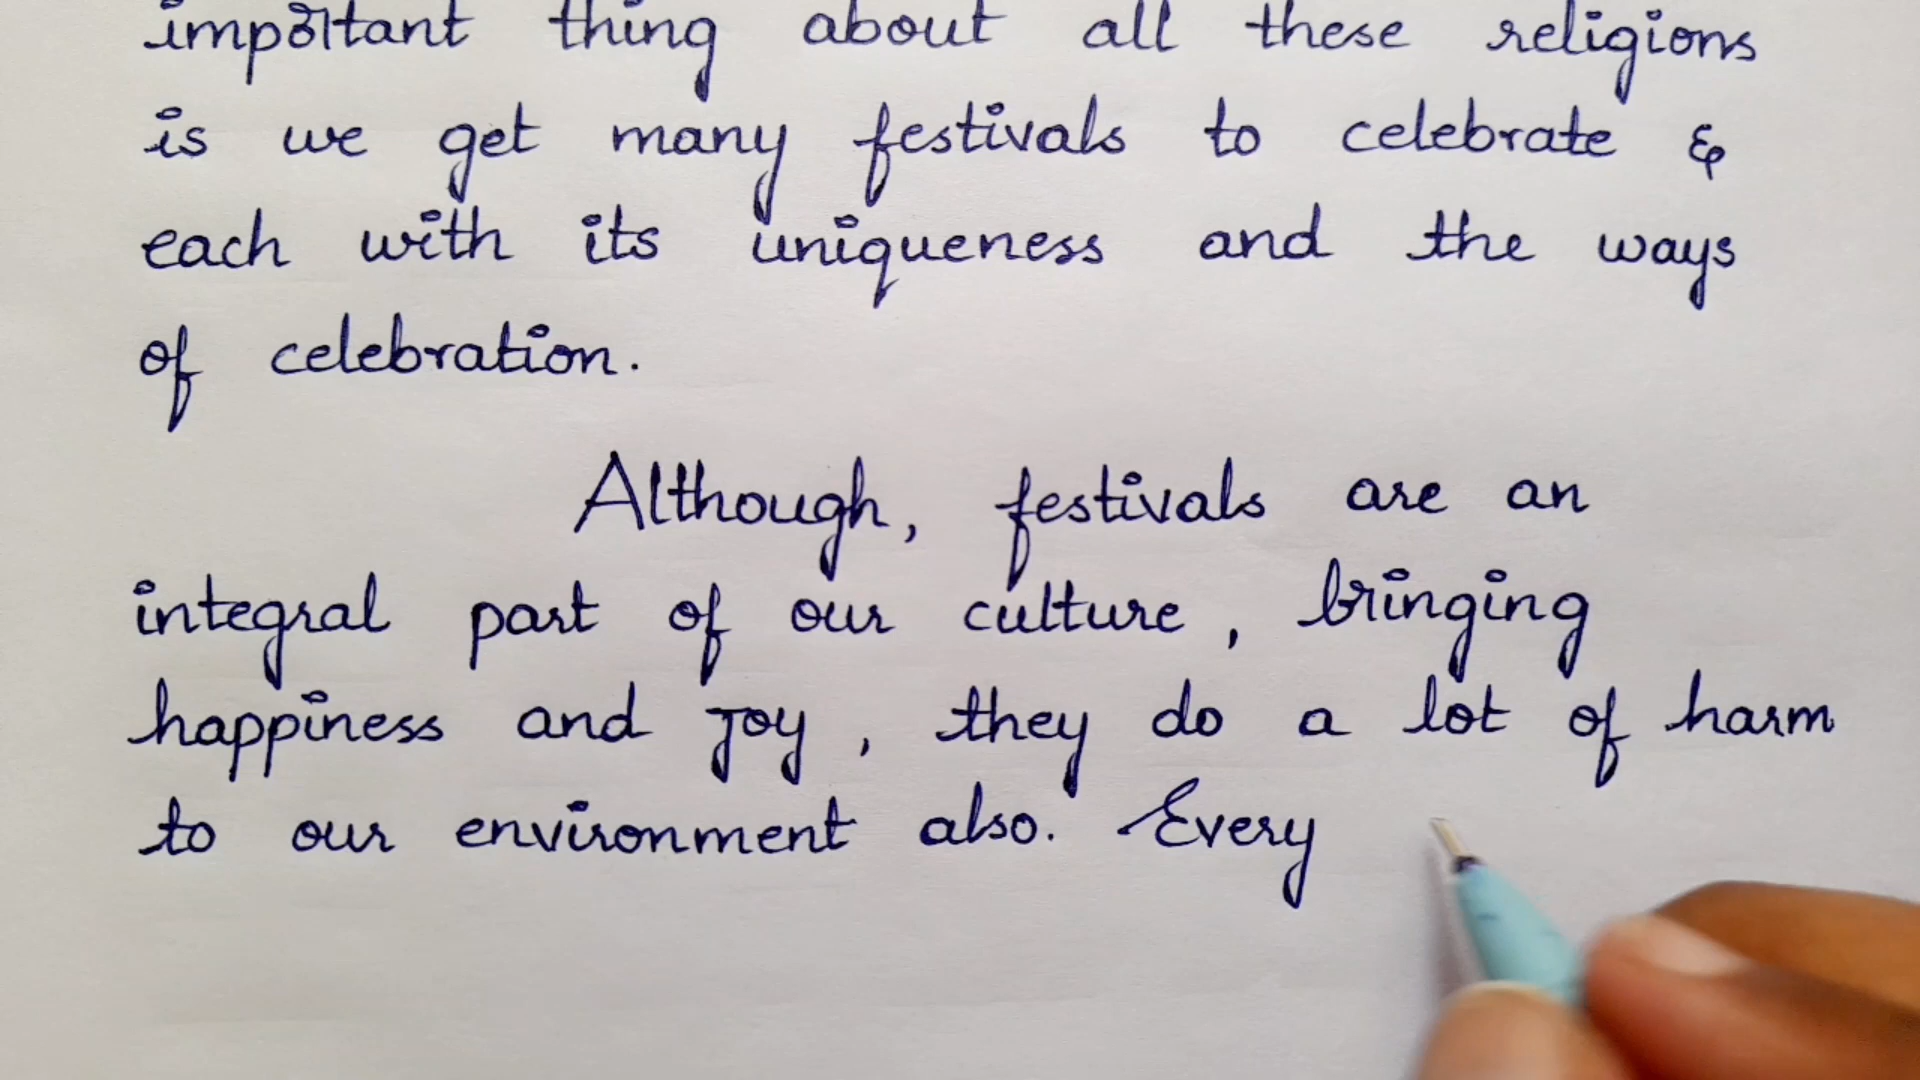 important thing about all these religions
is we get many festivals to celebrate &
each with its uniqueness and the ways
of celebration.
Although, festivals are an
integral part of our culture, bringing
happiness and joy, they do a lot of harm
to our environment also. Every